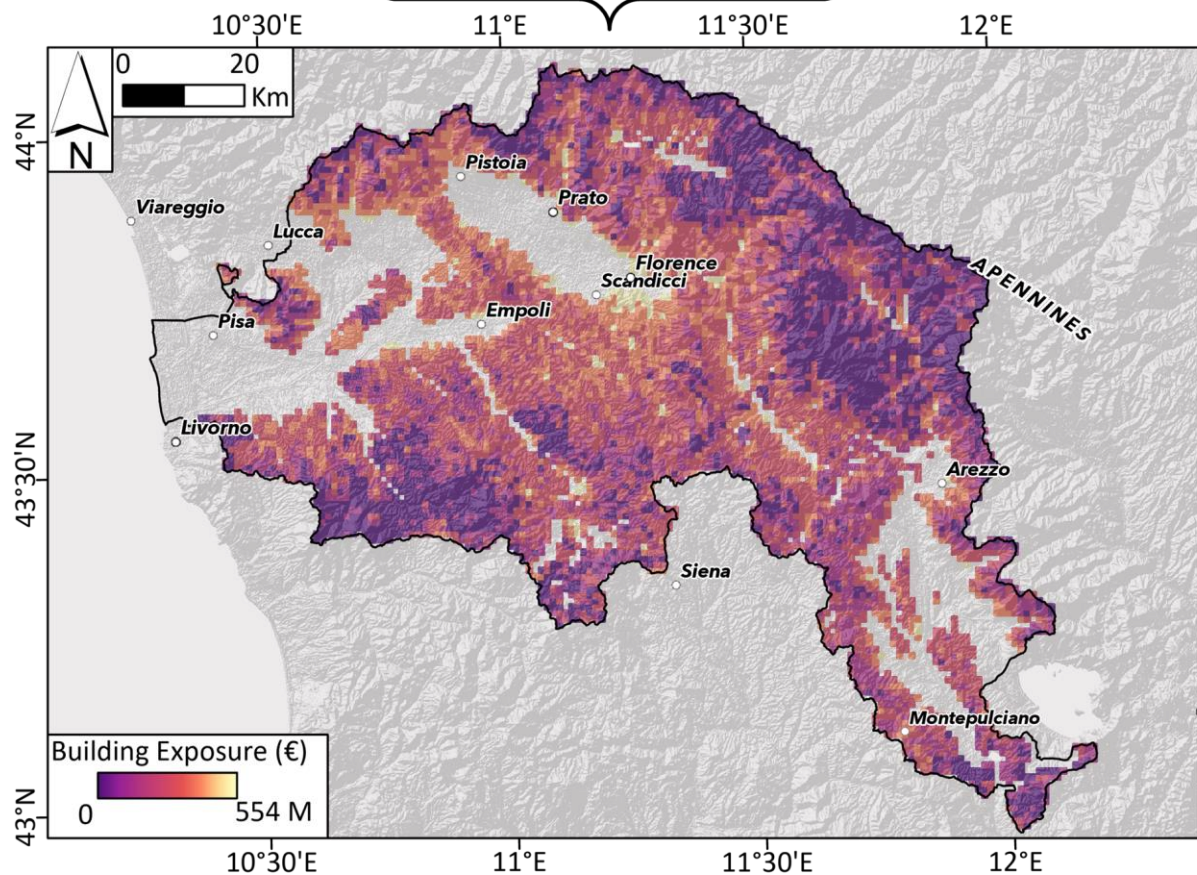 10°30'E 11°E 11°30'E 12°E
0 20
Km
N
44°N
43°30'N
43°N
Pistoia
Prato
Viareggio
Lucca
Florence
Scandicci
APENNINES
Empoli
Pisa
Livorno
Arezzo
Siena
Montepulciano
Building Exposure (€)
0 554 M
10°30'E 11°E 11°30'E 12°E